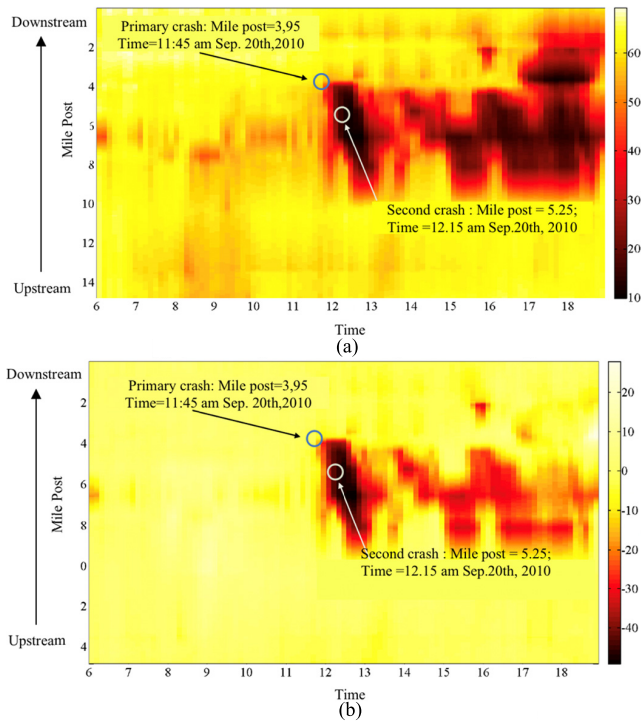 Downstream
Primary crash: Mile post=3,95
Time=11:45 am Sep. 20th,2010
Mile Post
2
4
5
8
10
12
14
Second crash : Mile post = 5.25;
Time =12.15 am Sep.20th, 2010
Upstream
6 7 8 9 10 11 12 13 14 15 16 17 18
Time
60
50
40
30
20
10
(a)
Downstream
Primary crash: Mile post=3,95
Time=11:45 am Sep. 20th,2010
Mile Post
2
4
6
8
0
2
4
Second crash : Mile post = 5.25;
Time =12.15 am Sep.20th, 2010
Upstream
6 7 8 9 10 11 12 13 14 15 16 17 18
Time
20
10
0
-10
-20
-30
-40
(b)